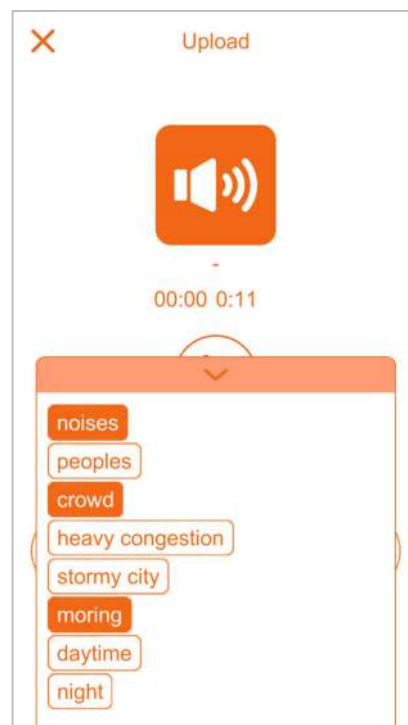 Upload
-
00:00 0:11
noises
peoples
crowd
heavy congestion
stormy city
moring
daytime
night